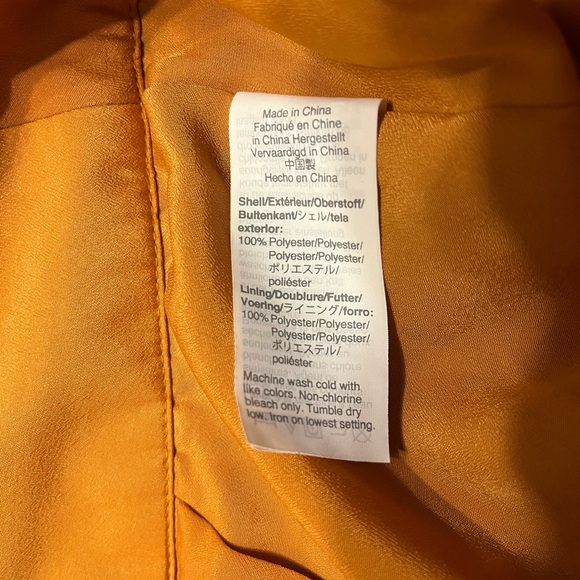 Made in China
Fabriqué en Chine
in China Hergestellt
Vervaardigd in China
中国製
Hecho en China
Shell/Extérieur/Oberstoff/
Buitenkant/シェル/tela
exterior:
100% Polyester/Polyester/
Polyester/Polyester/
ポリエステル/
poliéster
Lining/Doublure/Futter/
Voering/ライニング/forro:
100% Polyester/Polyester/
Polyester/Polyester/
ポリエステル/
poliéster
Machine wash cold with
like colors. Non-chlorine
bleach only. Tumble dry
low. Iron on lowest setting.